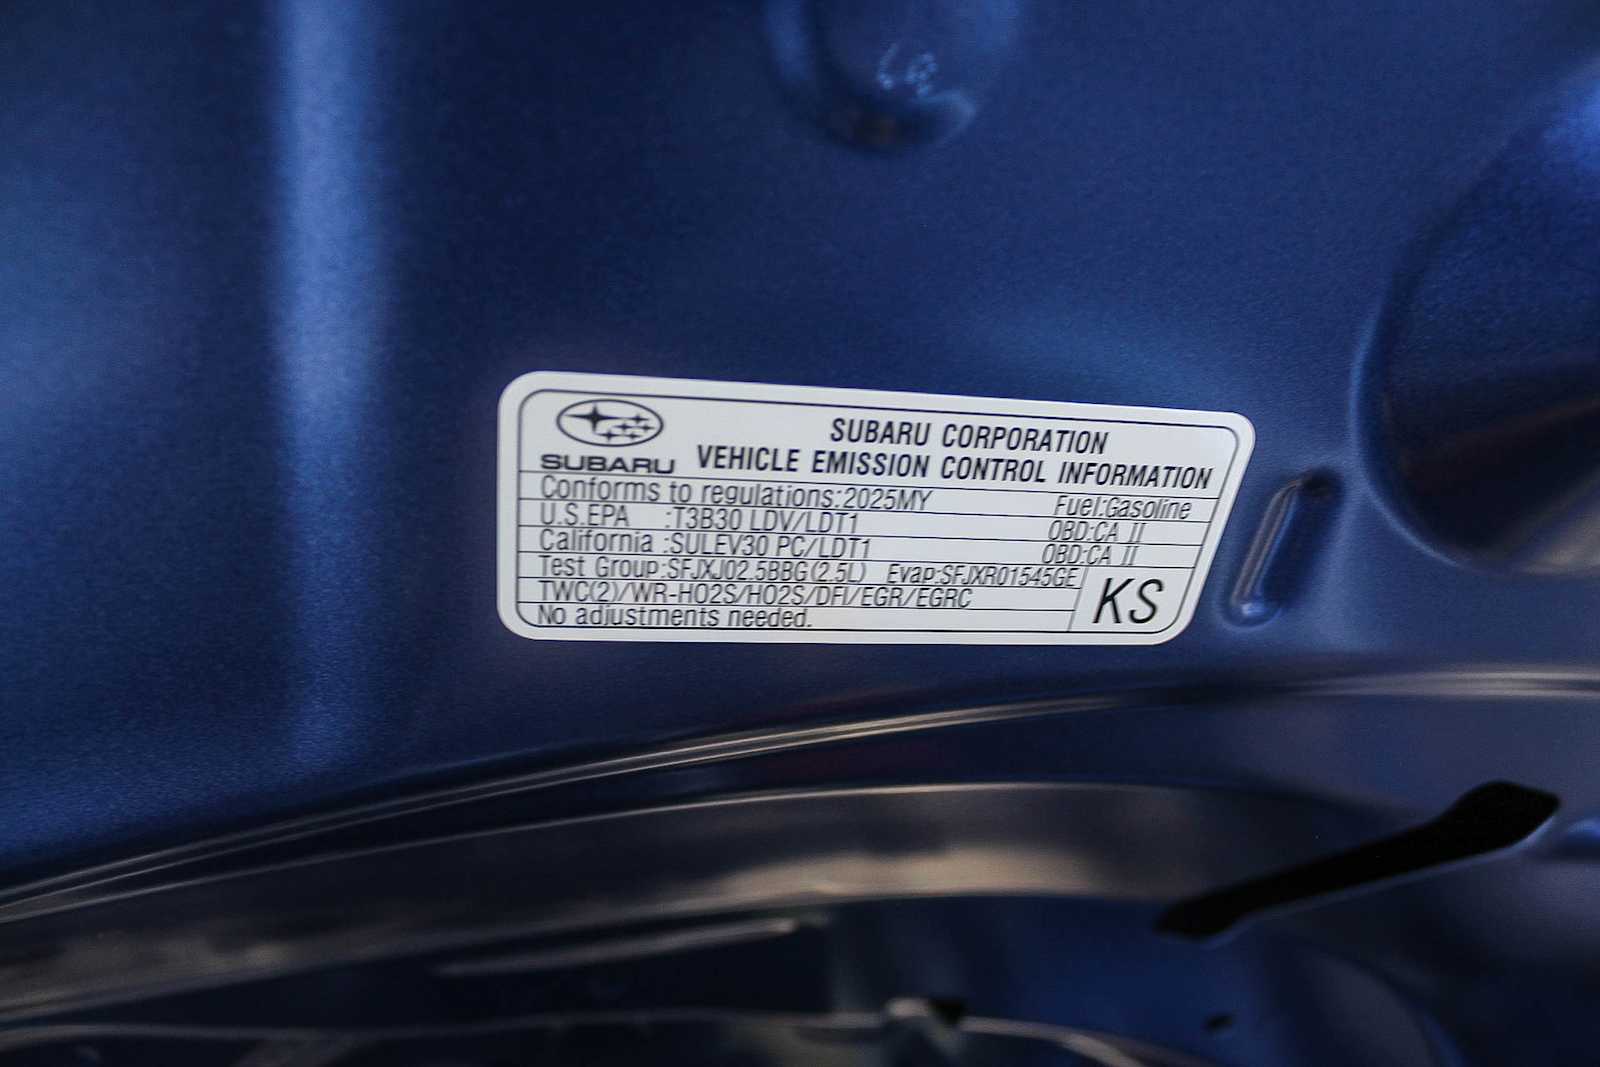 SUBARU
SUBARU CORPORATION
VEHICLE EMISSION CONTROL INFORMATION
Conforms to regulations:2025MY Fuel:Gasoline
U.S.EPA :T3B30 LDV/LDT1 OBD:CA II
California :SULEV30 PC/LDT1 OBD:CA II
Test Group:SFJXJ02.5BBG(2.5L) Evap:SFJXR01545GE
TWC(2)/WR-HO2S/HO2S/DFI/EGR/EGRC
No adjustments needed.
KS